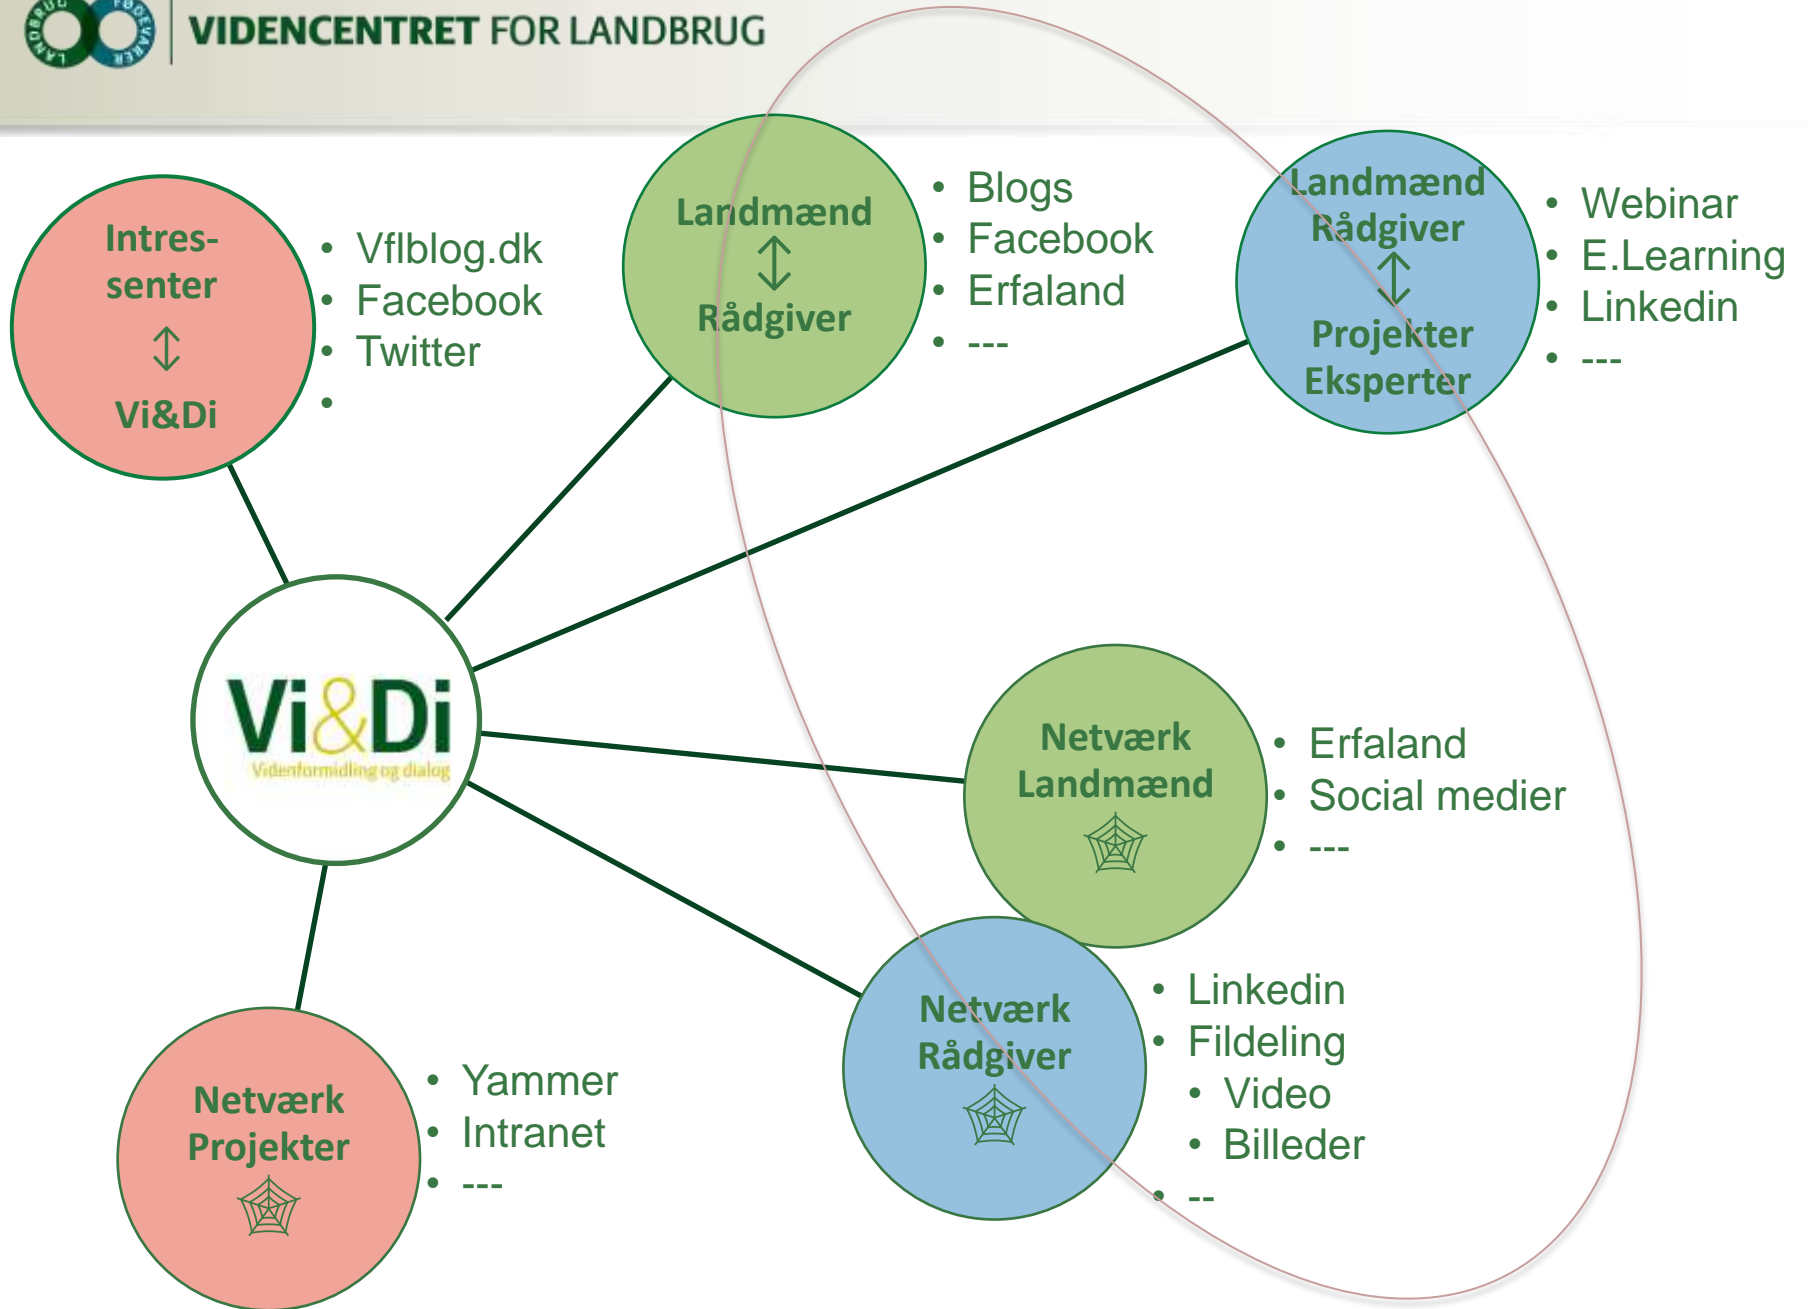 LANDBRUG FØDEVARER
VIDENCENTRET FOR LANDBRUG
Intres-
senter
Vi&Di
• Vflblog.dk
• Facebook
• Twitter
•
Landmænd
Rådgiver
• Blogs
• Facebook
• Erfaland
• ---
Landmænd
Rådgiver
Projekter
Eksperter
• Webinar
• E.Learning
• Linkedin
• ---
Vi&Di
Videnformidling og dialog
Netværk
Landmænd
• Erfaland
• Social medier
• ---
Netværk
Rådgiver
• Linkedin
• Fildeling
• Video
• Billeder
• --
Netværk
Projekter
• Yammer
• Intranet
• ---